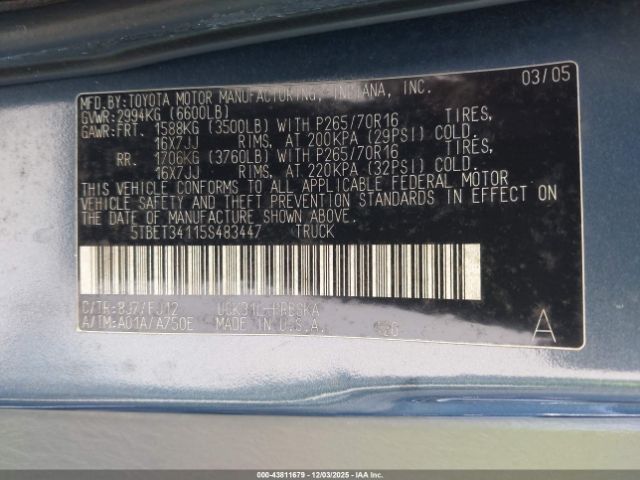 MFD.BY:TOYOTA MOTOR MANUFACTURING, INDIANA, INC. 03/05
GVWR:2994KG (6600LB)
GAWR:FRT. 1588KG (3500LB) WITH P265/70R16 TIRES,
16X7JJ RIMS, AT 200KPA (29PSI) COLD.
RR. 1706KG (3760LB) WITH P265/70R16 TIRES,
16X7JJ RIMS, AT 220KPA (32PSI) COLD.
THIS VEHICLE CONFORMS TO ALL APPLICABLE FEDERAL MOTOR
VEHICLE SAFETY AND THEFT PREVENTION STANDARDS IN EFFECT ON
THE DATE OF MANUFACTURE SHOWN ABOVE.
5TBET34115S483447 TRUCK
C/TR:8J7/FJ12
A/TM:A01A/A750E MADE IN U.S.A. A
000-43811679 12/03/2025 IAA